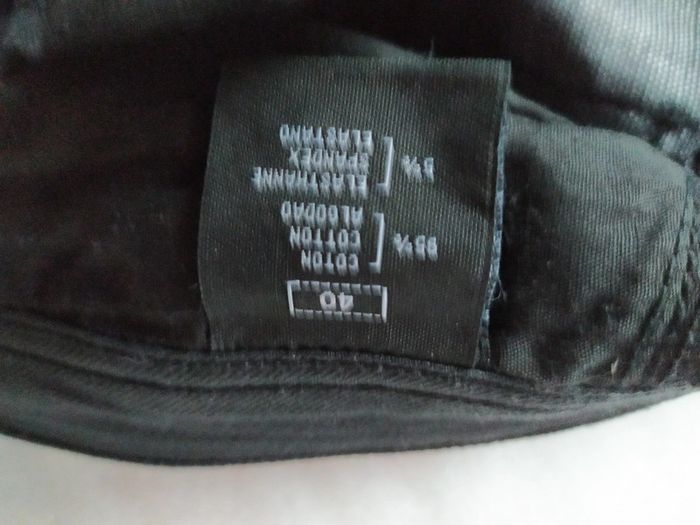 40
COTON
95% COTTON
ALGODAO
ELASTHANNE
5% SPANDEX
ELASTANO